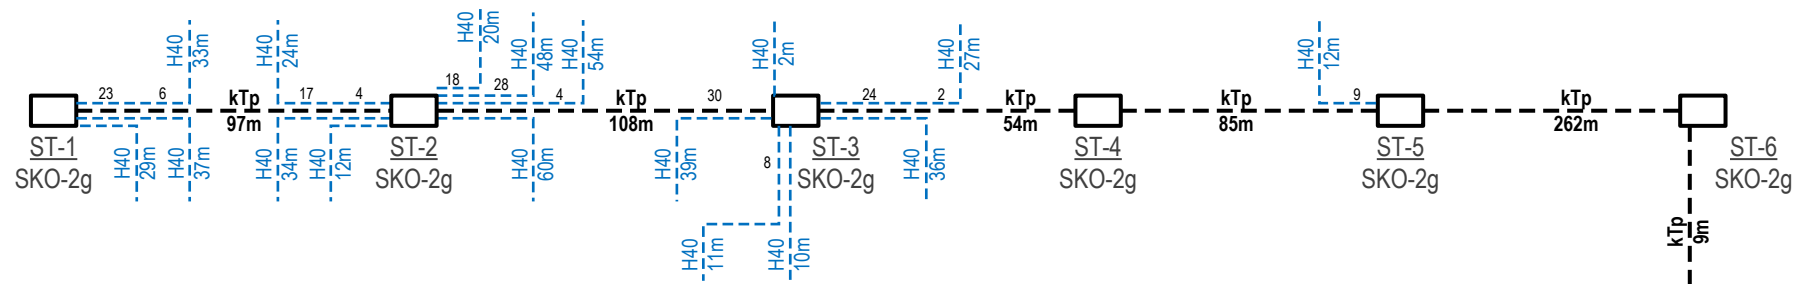 H40
33m
H40
24m
H40
20m
H40
48m
H40
54m
H40
2m
H40
27m
H40
12m
23
6
kTp
97m
17
4
18
28
4
kTp
108m
30
24
2
kTp
54m
kTp
85m
9
kTp
262m
ST-1
SKO-2g
H40
29m
H40
37m
H40
34m
H40
12m
ST-2
SKO-2g
H40
60m
H40
39m
8
ST-3
SKO-2g
H40
36m
ST-4
SKO-2g
ST-5
SKO-2g
ST-6
SKO-2g
H40
11m
H40
10m
kTp
9m